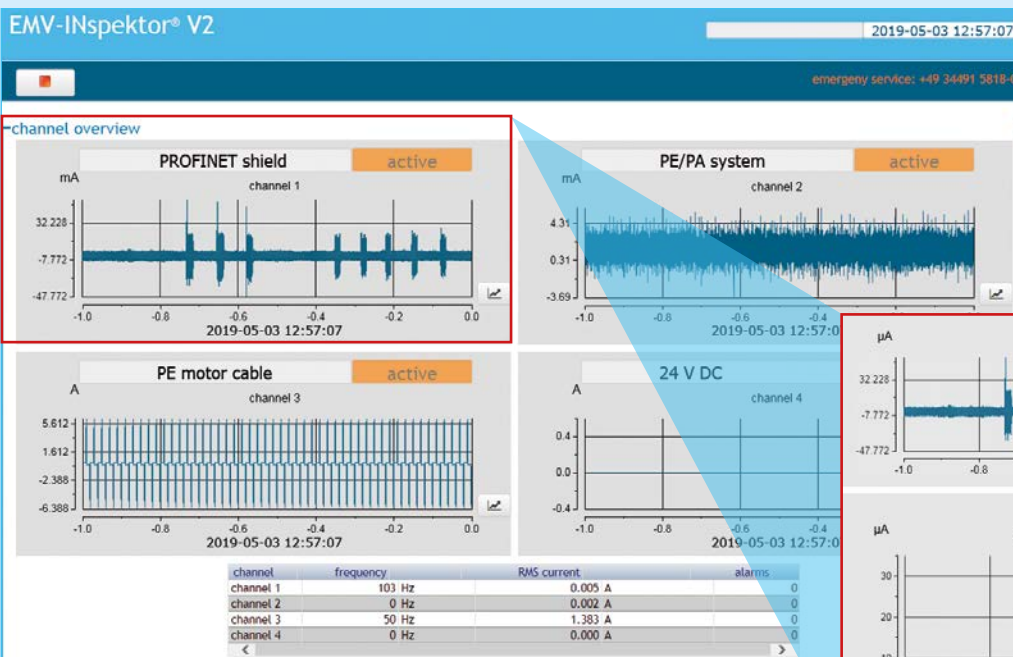 EMV-INspektor® V2
2019-05-03 12:57:07
emergeny service: +49 34491 5818-
channel overview
PROFINET shield active
mA channel 1
32.228
-7.772
-47.772
-1.0 -0.8 -0.6 -0.4 -0.2 0.0
2019-05-03 12:57:07
PE/PA system active
mA channel 2
4.31
0.31
-3.69
-1.0 -0.8 -0.6 -0.4
2019-05-03 12:57:0
PE motor cable active
A channel 3
5.612
1.612
-2.388
-6.388
-1.0 -0.8 -0.6 -0.4 -0.2 0.0
2019-05-03 12:57:07
24 V DC
A channel 4
0.4
0.0
-0.4
-1.0 -0.8 -0.6 -0.4
2019-05-03 12:57:0
µA
32.228
-7.772
-47.772
-1.0 -0.8
µA
30
20
channel frequency RMS current alarms
channel 1 103 Hz 0.005 A 0
channel 2 0 Hz 0.002 A 0
channel 3 50 Hz 1.383 A 0
channel 4 0 Hz 0.000 A 0